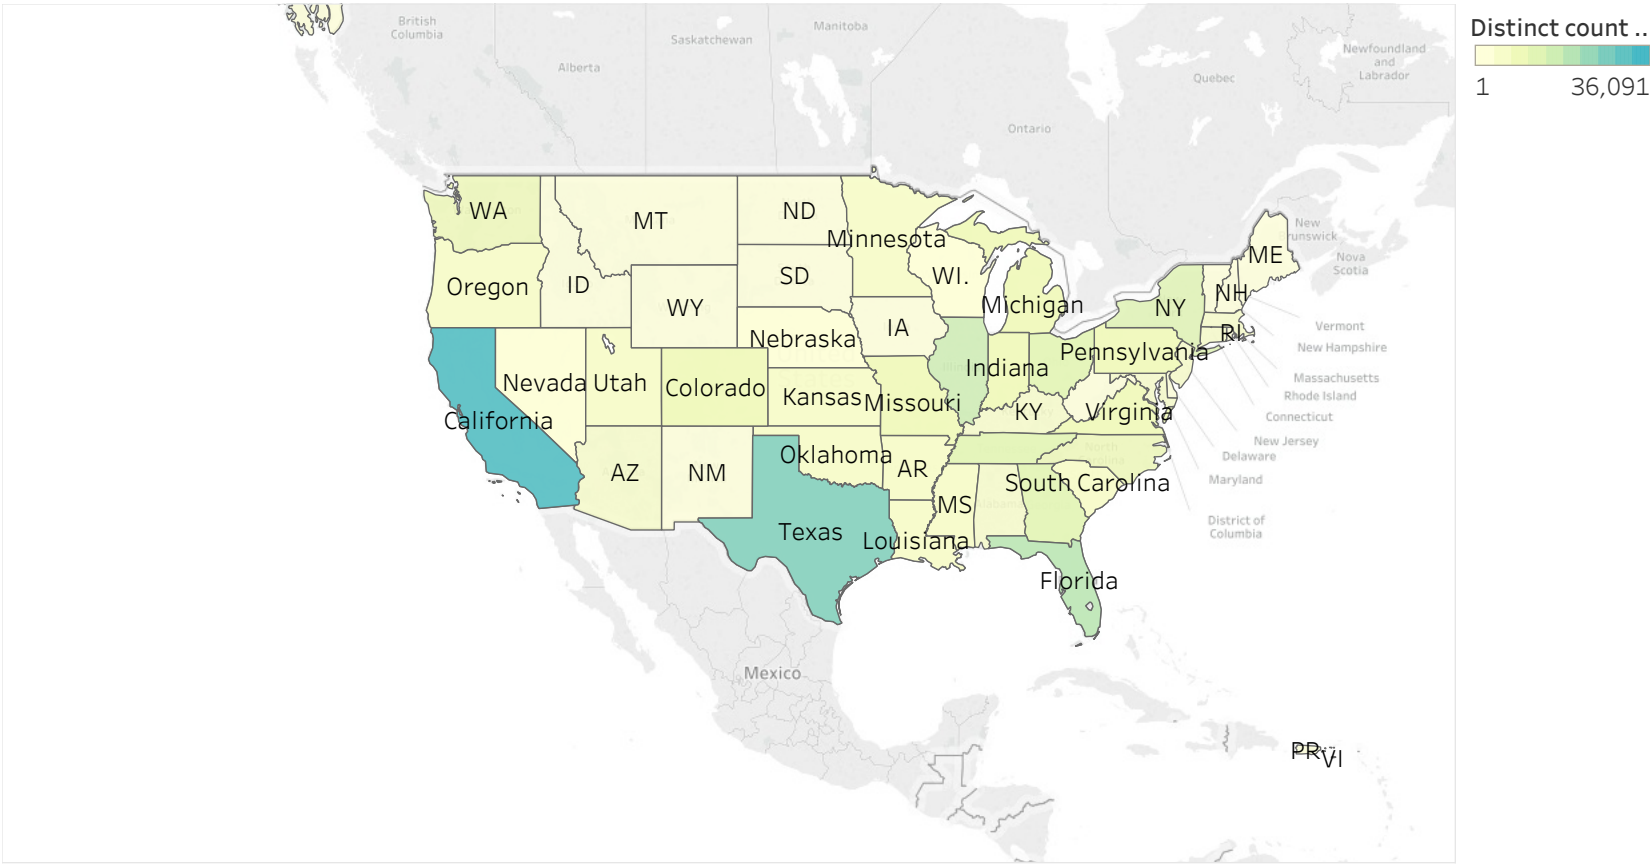 British
Columbia
Alberta
Saskatchewan
Manitoba
Ontario
Quebec
Newfoundland
and
Labrador
Distinct count ..
1
36,091
WA
MT
ND
Minnesota
New
Brunswick
Nova
Scotia
ME
Oregon
ID
WY
SD
WI.
Michigan
NY
NH
RI
Vermont
New Hampshire
Massachusetts
Rhode Island
Connecticut
New Jersey
Delaware
Maryland
District of
Columbia
Nevada
Utah
Colorado
Nebraska
Kansas
IA
Missouri
Indiana
Pennsylvania
KY
Virginia
California
AZ
NM
Oklahoma
AR
North
Carolina
South Carolina
MS
Alabama
Texas
Louisiana
Florida
Mexico
PR
VI